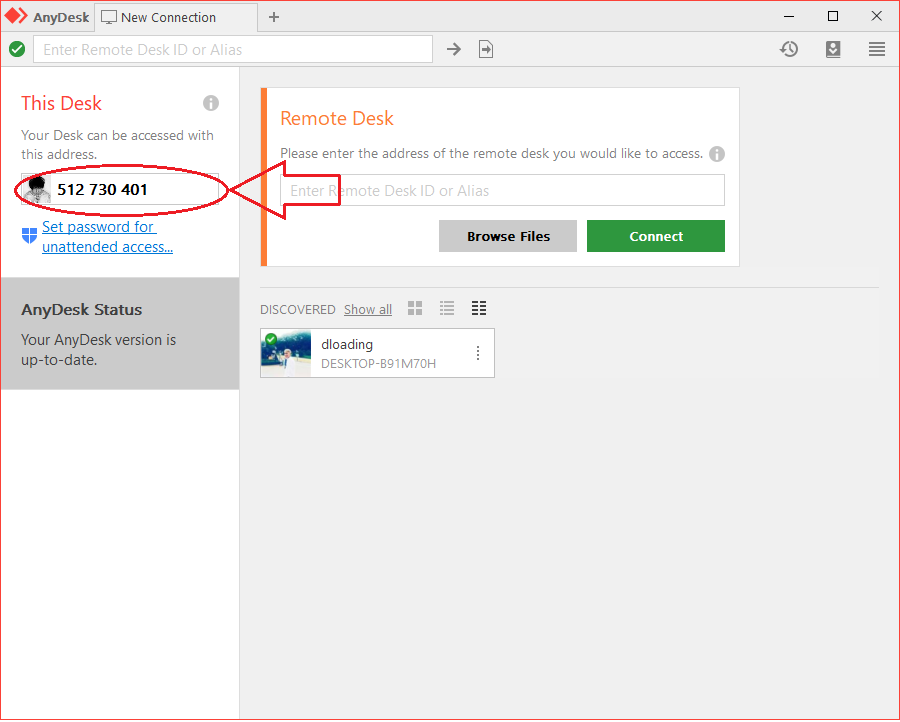 AnyDesk
New Connection
Enter Remote Desk ID or Alias
This Desk
Your Desk can be accessed with
this address.
512 730 401
Set password for
unattended access...
AnyDesk Status
Your AnyDesk version is
up-to-date.
Remote Desk
Please enter the address of the remote desk you would like to access.
Enter Remote Desk ID or Alias
Browse Files
Connect
DISCOVERED Show all
dloading
DESKTOP-B91M70H